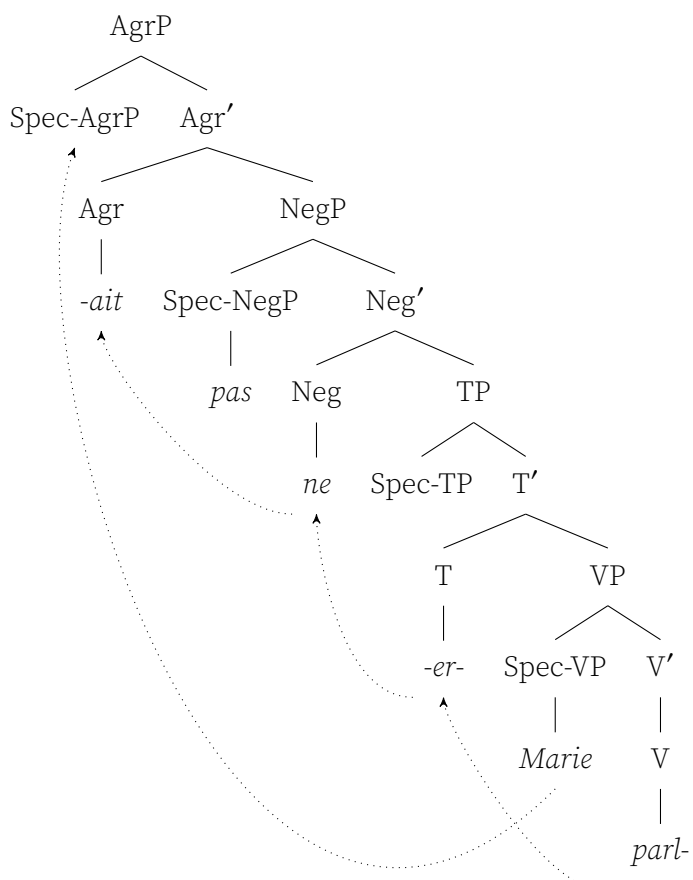 AgrP
Spec-AgrP Agr′
Agr NegP
-ait Spec-NegP Neg′
pas Neg TP
ne Spec-TP T′
T VP
-er- Spec-VP V′
Marie V
parl-